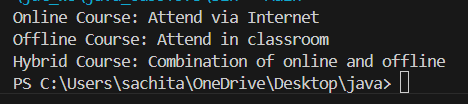 Online Course: Attend via Internet
Offline Course: Attend in classroom
Hybrid Course: Combination of online and offline
PS C:\Users\sachita\OneDrive\Desktop\java>